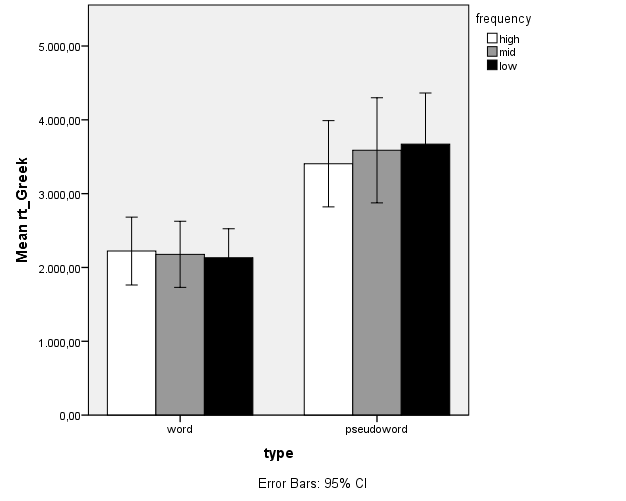 frequency
high
mid
low
Mean rt_Greek
5.000,00
4.000,00
3.000,00
2.000,00
1.000,00
0,00
word pseudoword
type
Error Bars: 95% CI